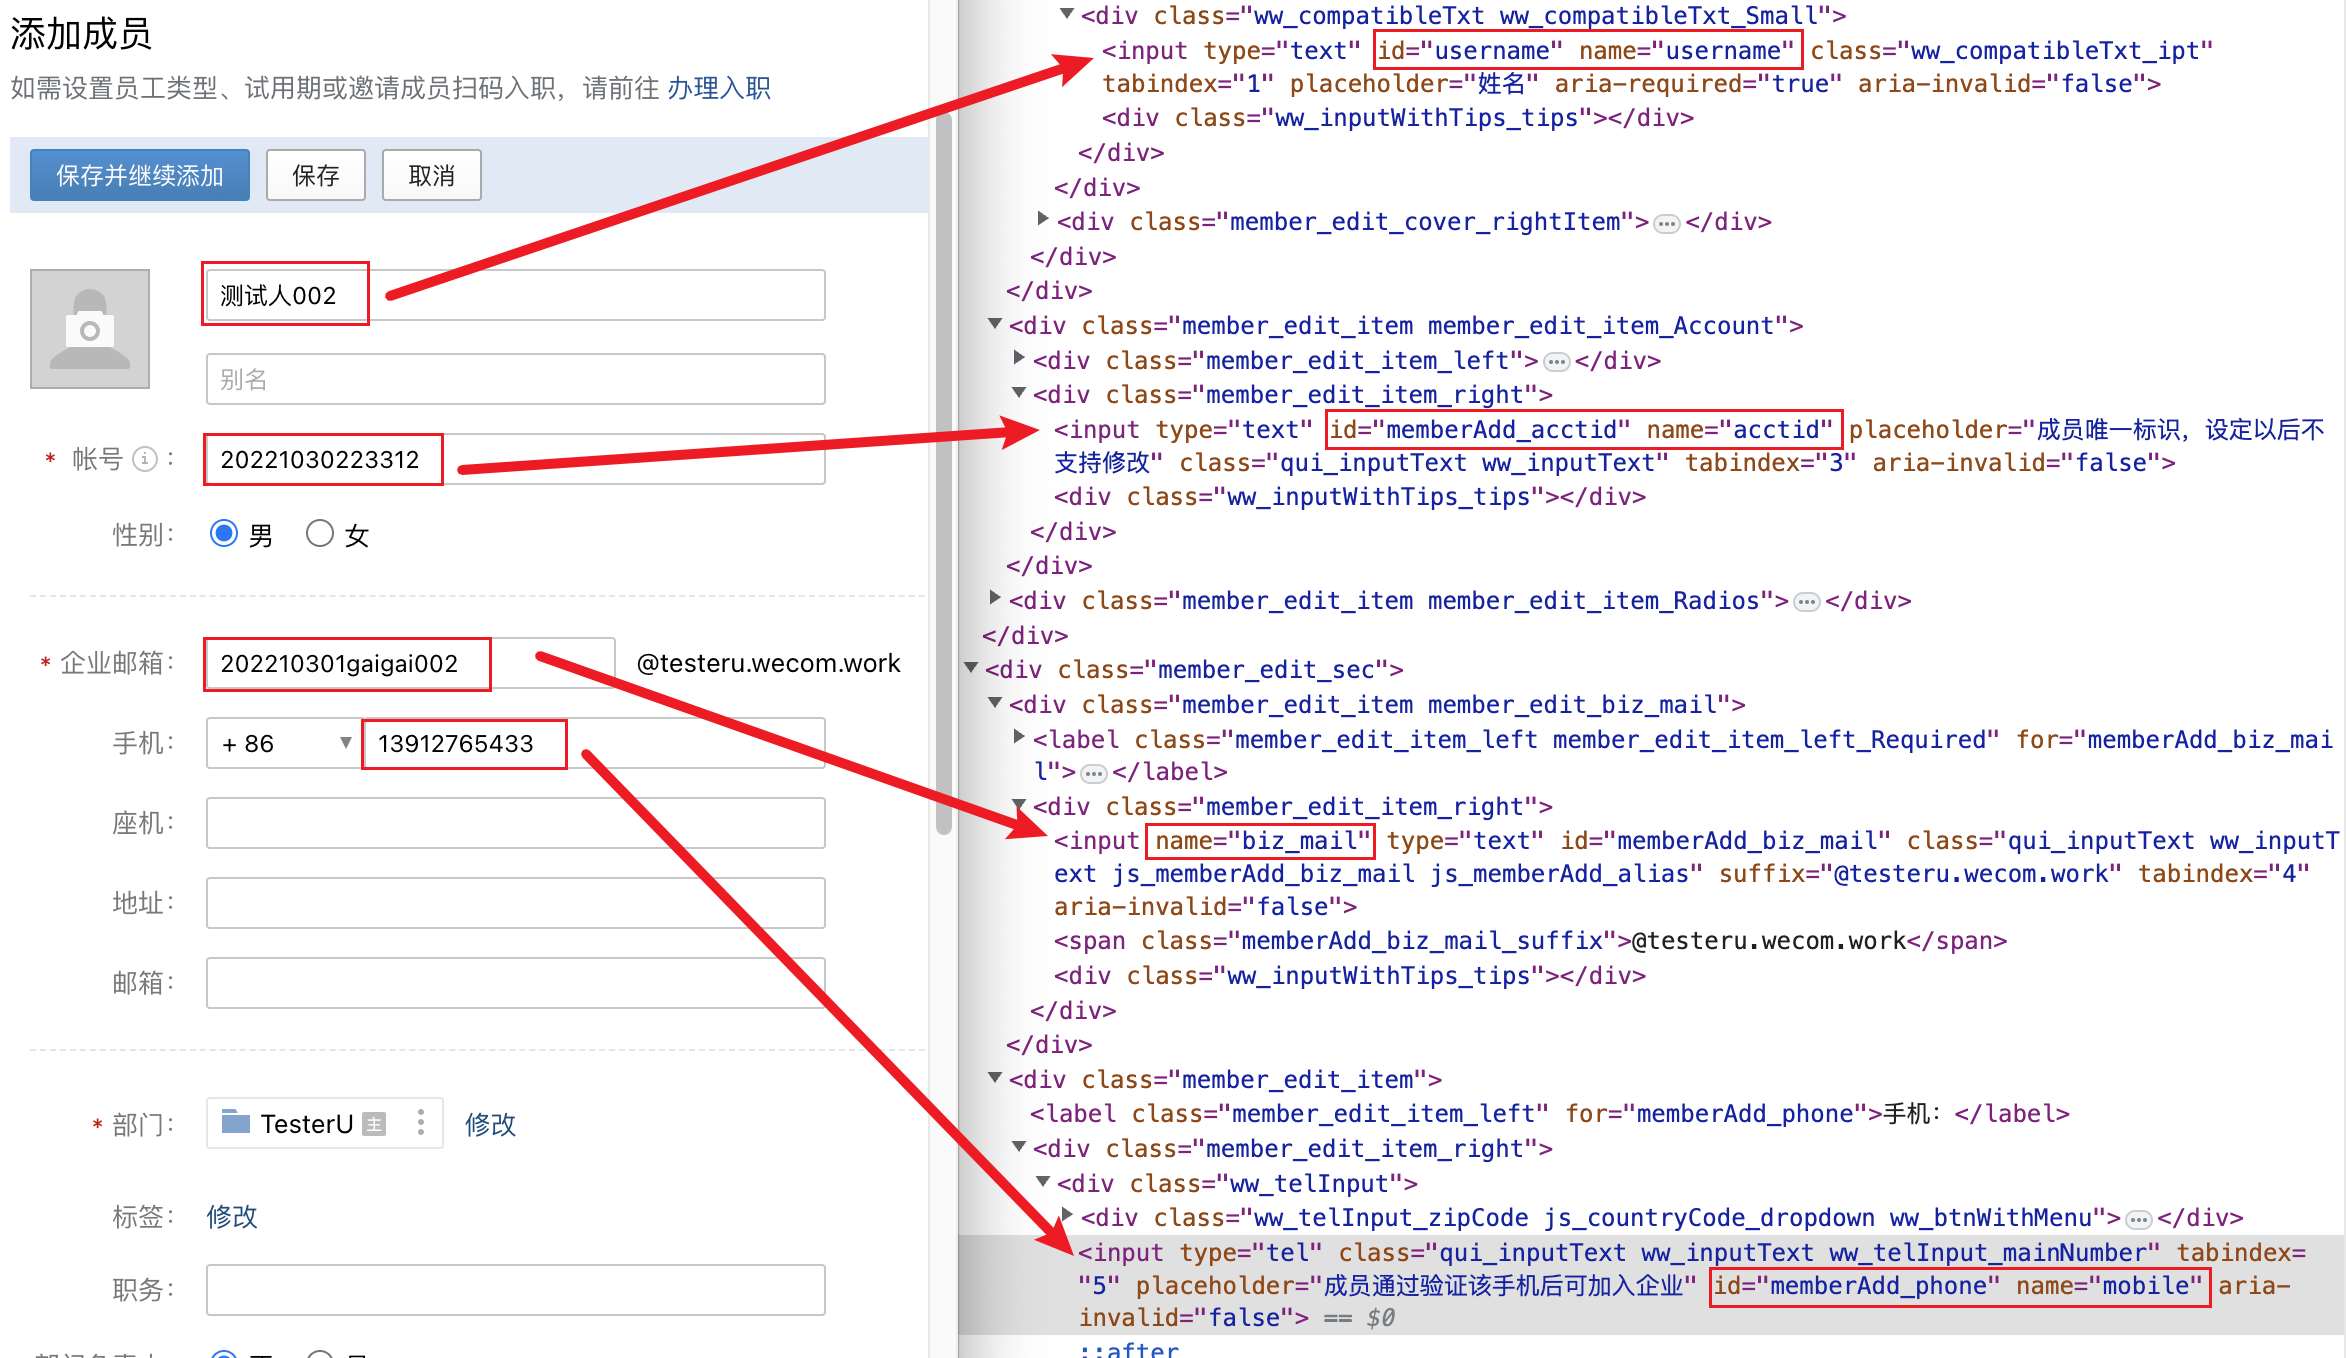 添加成员
如需设置员工类型、试用期或邀请成员扫码入职，请前往 办理入职
保存并继续添加 保存 取消
测试人002
别名
* 帐号 i ：
20221030223312
性别： 男 女
* 企业邮箱： 202210301gaigai002 @testeru.wecom.work
手机： + 86 13912765433
座机：
地址：
邮箱：
* 部门： TesterU 主 修改
标签： 修改
职务：
<div class="ww_compatibleTxt ww_compatibleTxt_Small">
<input type="text" id="username" name="username" class="ww_compatibleTxt_ipt"
tabindex="1" placeholder="姓名" aria-required="true" aria-invalid="false">
<div class="ww_inputWithTips_tips"></div>
</div>
</div>
<div class="member_edit_cover_rightItem">…</div>
</div>
</div>
<div class="member_edit_item member_edit_item_Account">
<div class="member_edit_item_left">…</div>
<div class="member_edit_item_right">
<input type="text" id="memberAdd_acctid" name="acctid" placeholder="成员唯一标识，设定以后不
支持修改" class="qui_inputText ww_inputText" tabindex="3" aria-invalid="false">
<div class="ww_inputWithTips_tips"></div>
</div>
</div>
<div class="member_edit_item member_edit_item_Radios">…</div>
</div>
<div class="member_edit_sec">
<div class="member_edit_item member_edit_biz_mail">
<label class="member_edit_item_left member_edit_item_left_Required" for="memberAdd_biz_mai
l">…</label>
<div class="member_edit_item_right">
<input name="biz_mail" type="text" id="memberAdd_biz_mail" class="qui_inputText ww_inputT
ext js_memberAdd_biz_mail js_memberAdd_alias" suffix="@testeru.wecom.work" tabindex="4"
aria-invalid="false">
<span class="memberAdd_biz_mail_suffix">@testeru.wecom.work</span>
<div class="ww_inputWithTips_tips"></div>
</div>
</div>
<div class="member_edit_item">
<label class="member_edit_item_left" for="memberAdd_phone">手机：</label>
<div class="member_edit_item_right">
<div class="ww_telInput">
<div class="ww_telInput_zipCode js_countryCode_dropdown ww_btnWithMenu">…</div>
<input type="tel" class="qui_inputText ww_inputText ww_telInput_mainNumber" tabindex=
"5" placeholder="成员通过验证该手机后可加入企业" id="memberAdd_phone" name="mobile" aria-
invalid="false"> == $0
::after